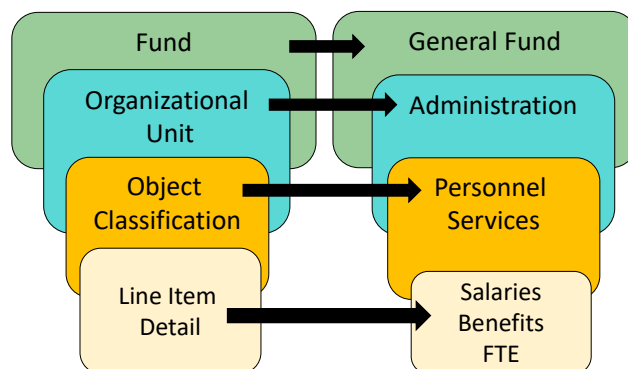 Fund
General Fund
Organizational
Unit
Administration
Object
Classification
Personnel
Services
Line Item
Detail
Salaries
Benefits
FTE